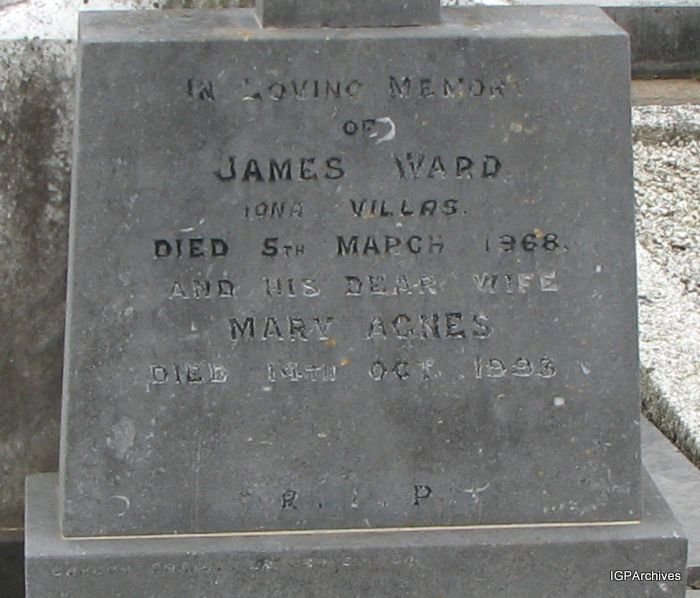 IN LOVING MEMORY
OF
JAMES WARD
IONA VILLAS.
DIED 5TH MARCH 1968.
AND HIS DEAR WIFE
MARY AGNES
DIED 14TH OCT. 1993
R.I.P.
IGPArchives